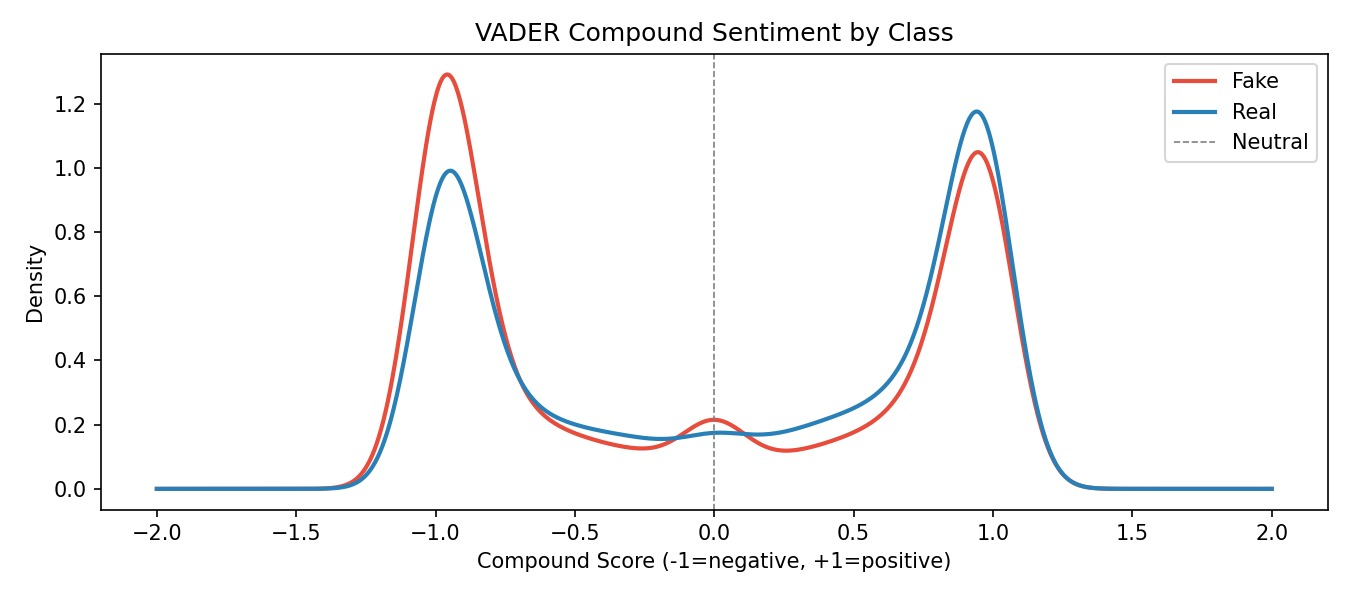 VADER Compound Sentiment by Class
Fake
Real
Neutral
Density
1.2
1.0
0.8
0.6
0.4
0.2
0.0
−2.0 −1.5 −1.0 −0.5 0.0 0.5 1.0 1.5 2.0
Compound Score (-1=negative, +1=positive)